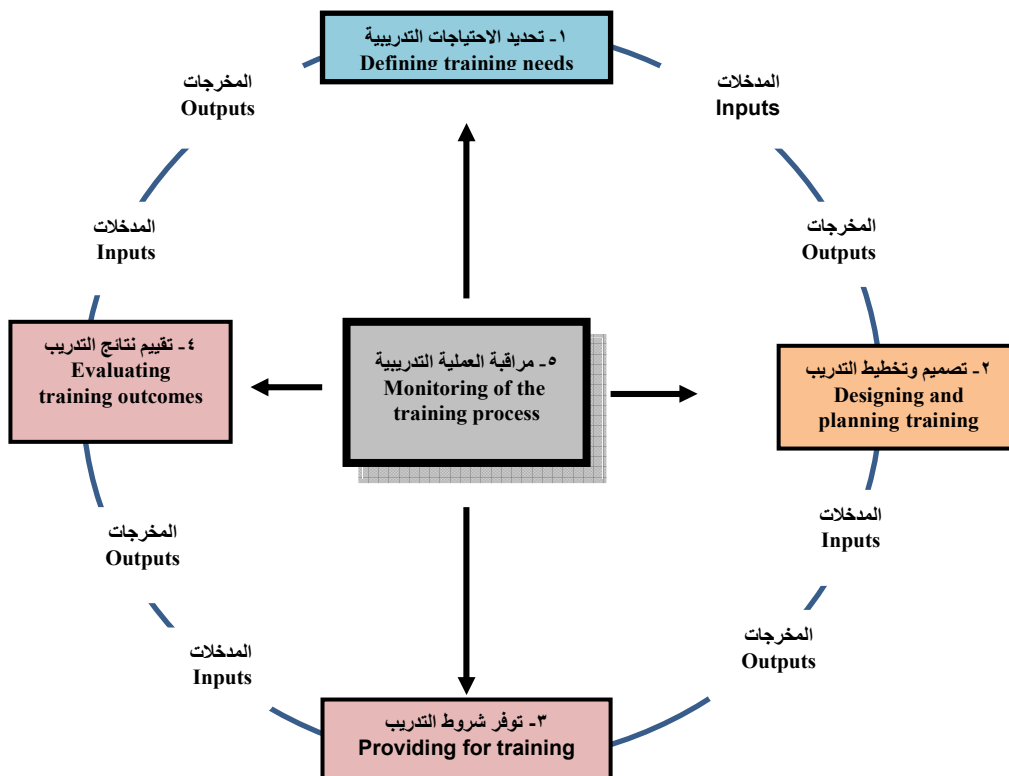 ١- تحديد الاحتياجات التدريبية
Defining training needs
المخرجات
Outputs
المدخلات
Inputs
المدخلات
Inputs
المخرجات
Outputs
٤- تقييم نتائج التدريب
Evaluating
training outcomes
٥- مراقبة العملية التدريبية
Monitoring of the
training process
٢- تصميم وتخطيط التدريب
Designing and
planning training
المخرجات
Outputs
المدخلات
Inputs
المدخلات
Inputs
المخرجات
Outputs
٣- توفر شروط التدريب
Providing for training